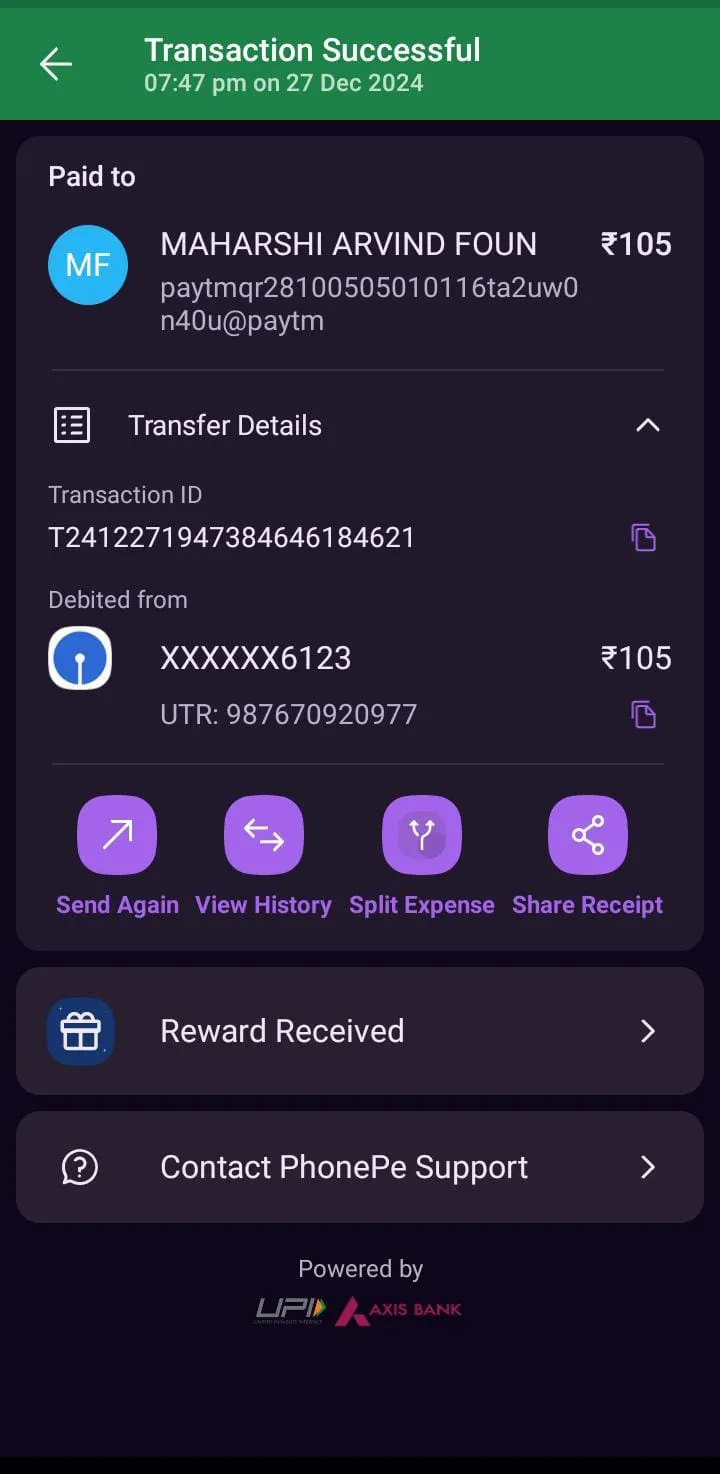 Transaction Successful
07:47 pm on 27 Dec 2024
Paid to
MF
MAHARSHI ARVIND FOUN
₹105
paytmqr28100505010116ta2uw0
n40u@paytm
Transfer Details
Transaction ID
T2412271947384646184621
Debited from
XXXXXX6123
₹105
UTR: 987670920977
Send Again
View History
Split Expense
Share Receipt
Reward Received
Contact PhonePe Support
Powered by
UPI
AXIS BANK